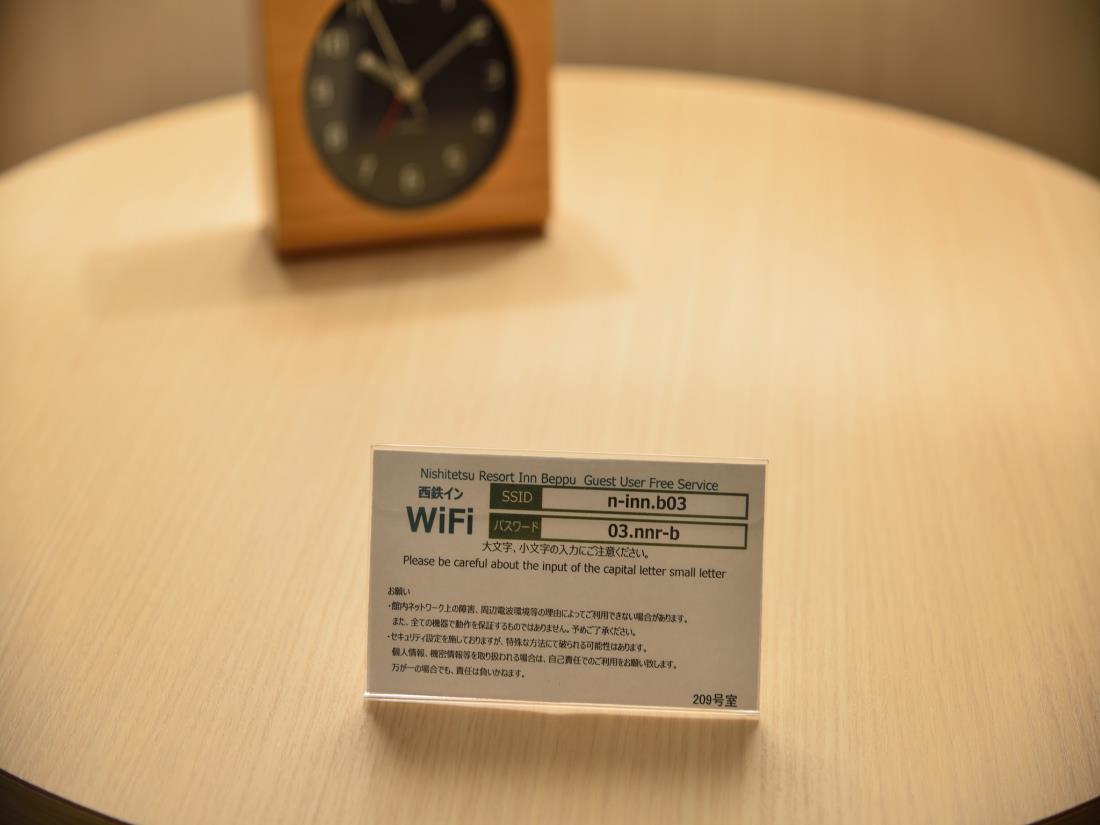 10
9
8
7
6
5
4
3
2
1
Nishitetsu Resort Inn Beppu Guest User Free Service
西鉄イン
WiFi
SSID n-inn.b03
パスワード 03.nnr-b
大文字、小文字の入力にご注意ください。
Please be careful about the input of the capital letter small letter
お願い
・館内ネットワーク上の障害、周辺電波環境等の理由によってご利用できない場合があります。
また、全ての機器で動作を保証するものではありません。予めご了承ください。
・セキュリティ設定を施しておりますが、特殊な方法にて破られる可能性はあります。
個人情報、機密情報等を取り扱われる場合は、自己責任でのご利用をお願い致します。
万が一の場合でも、責任は負いかねます。
209号室